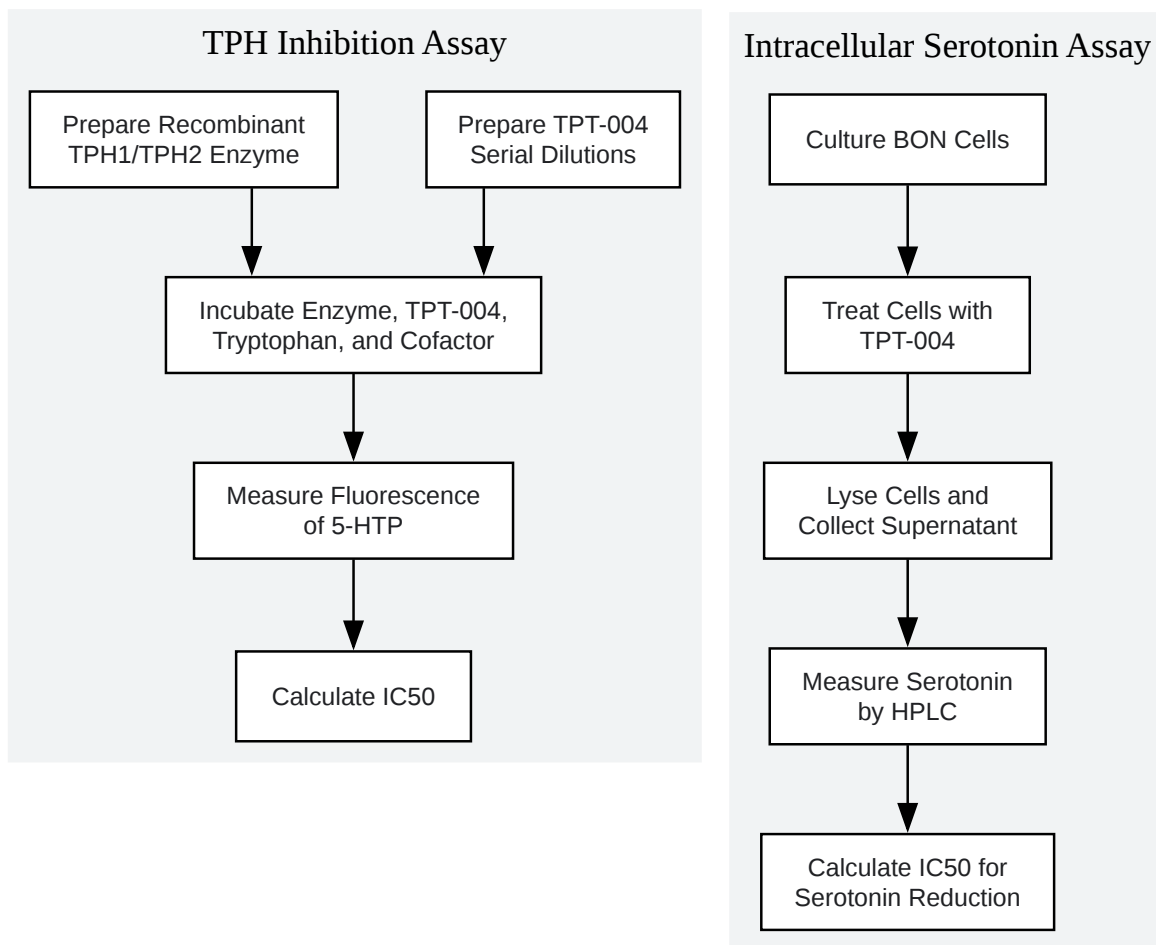 TPH Inhibition Assay
Prepare Recombinant
TPH1/TPH2 Enzyme
Prepare TPT-004
Serial Dilutions
Incubate Enzyme, TPT-004,
Tryptophan, and Cofactor
Measure Fluorescence
of 5-HTP
Calculate IC50
Intracellular Serotonin Assay
Culture BON Cells
Treat Cells with
TPT-004
Lyse Cells and
Collect Supernatant
Measure Serotonin
by HPLC
Calculate IC50 for
Serotonin Reduction